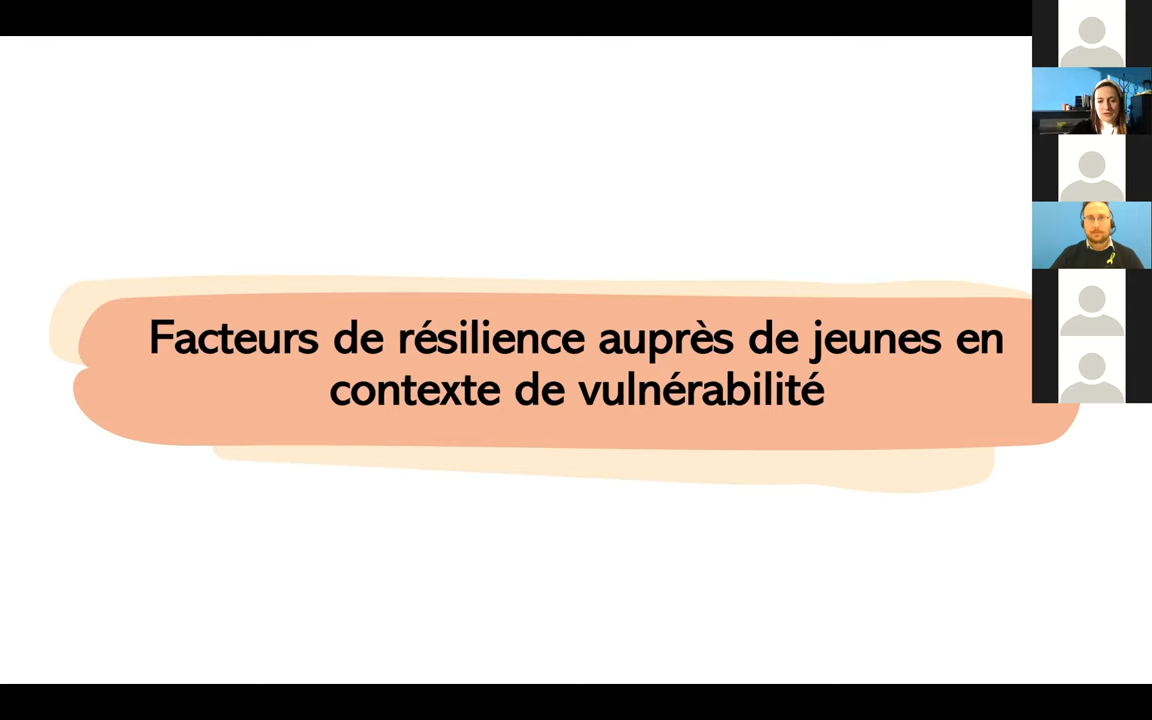 Facteurs de résilience auprès de jeunes en
contexte de vulnérabilité